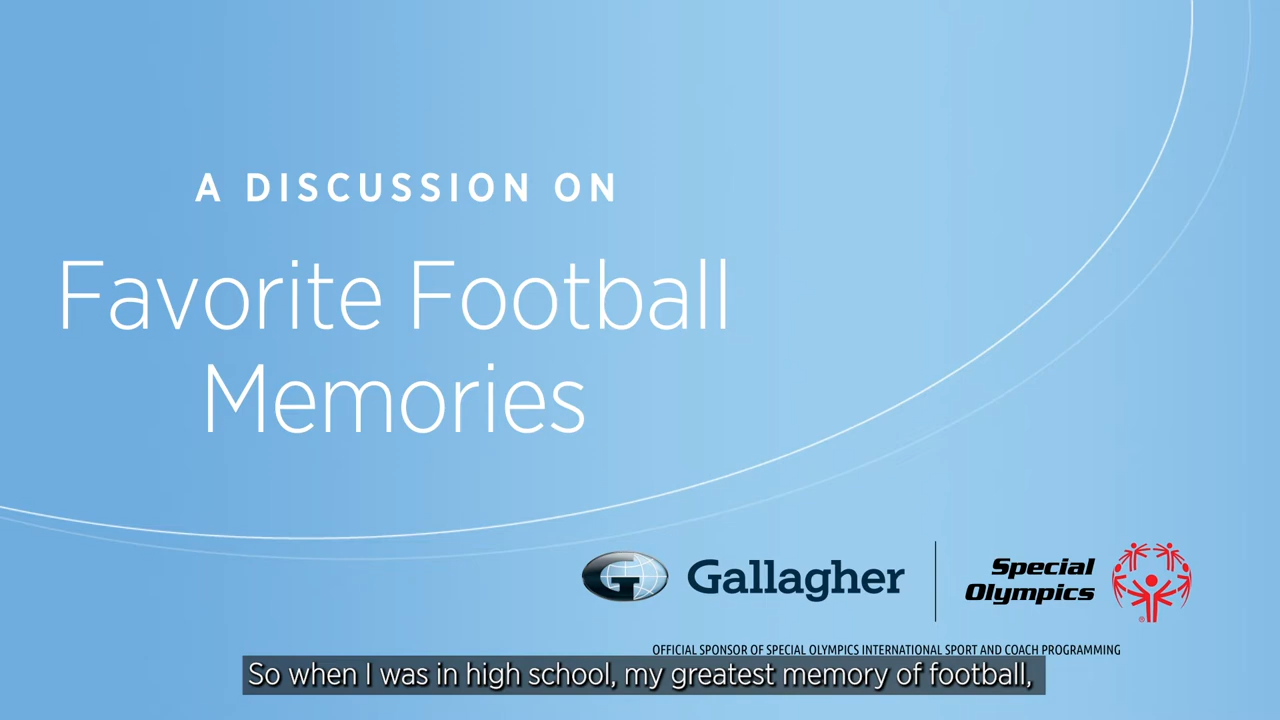 A DISCUSSION ON
Favorite Football
Memories
Gallagher
Special
Olympics
®
OFFICIAL SPONSOR OF SPECIAL OLYMPICS INTERNATIONAL SPORT AND COACH PROGRAMMING
So when I was in high school, my greatest memory of football,